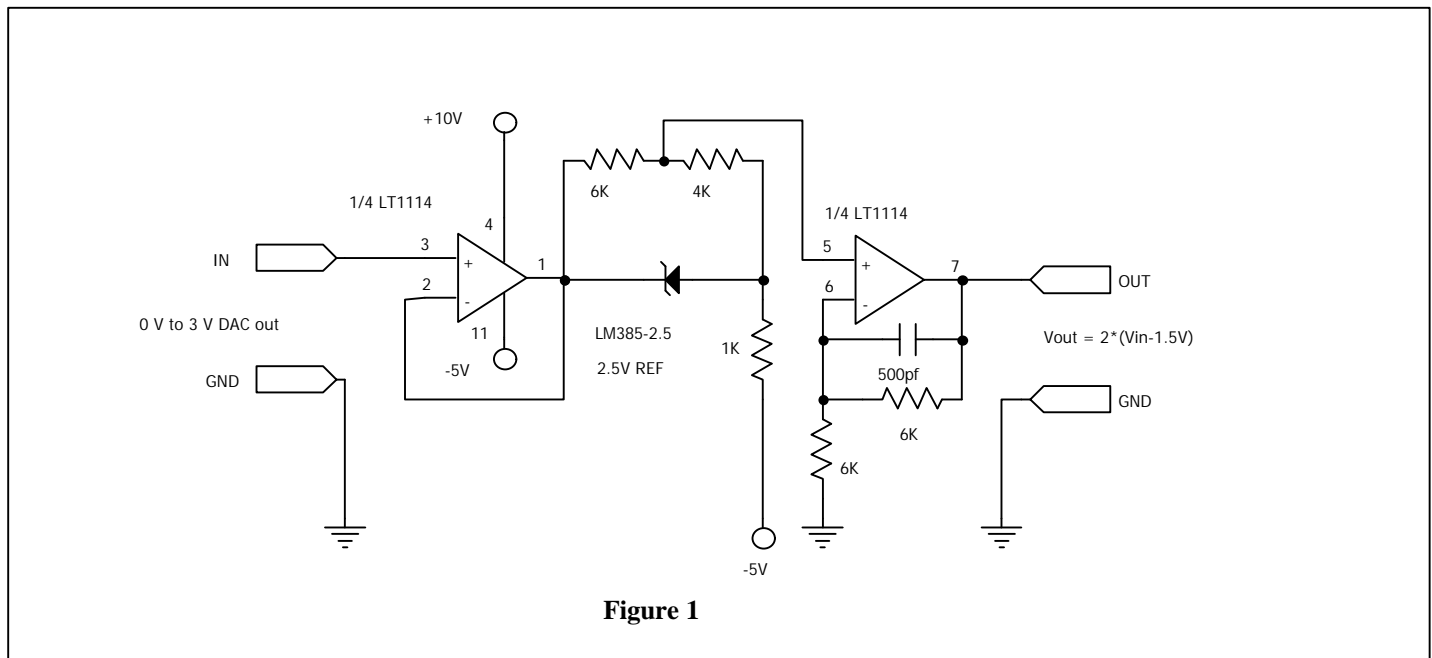 +10V
6K
4K
1/4 LT1114
1/4 LT1114
4
3
5
IN
+
1
+
7
2
6
-
-
OUT
0 V to 3 V DAC out
11
LM385-2.5
1K
Vout = 2*(Vin-1.5V)
-5V
2.5V REF
500pf
GND
GND
6K
6K
-5V
Figure 1